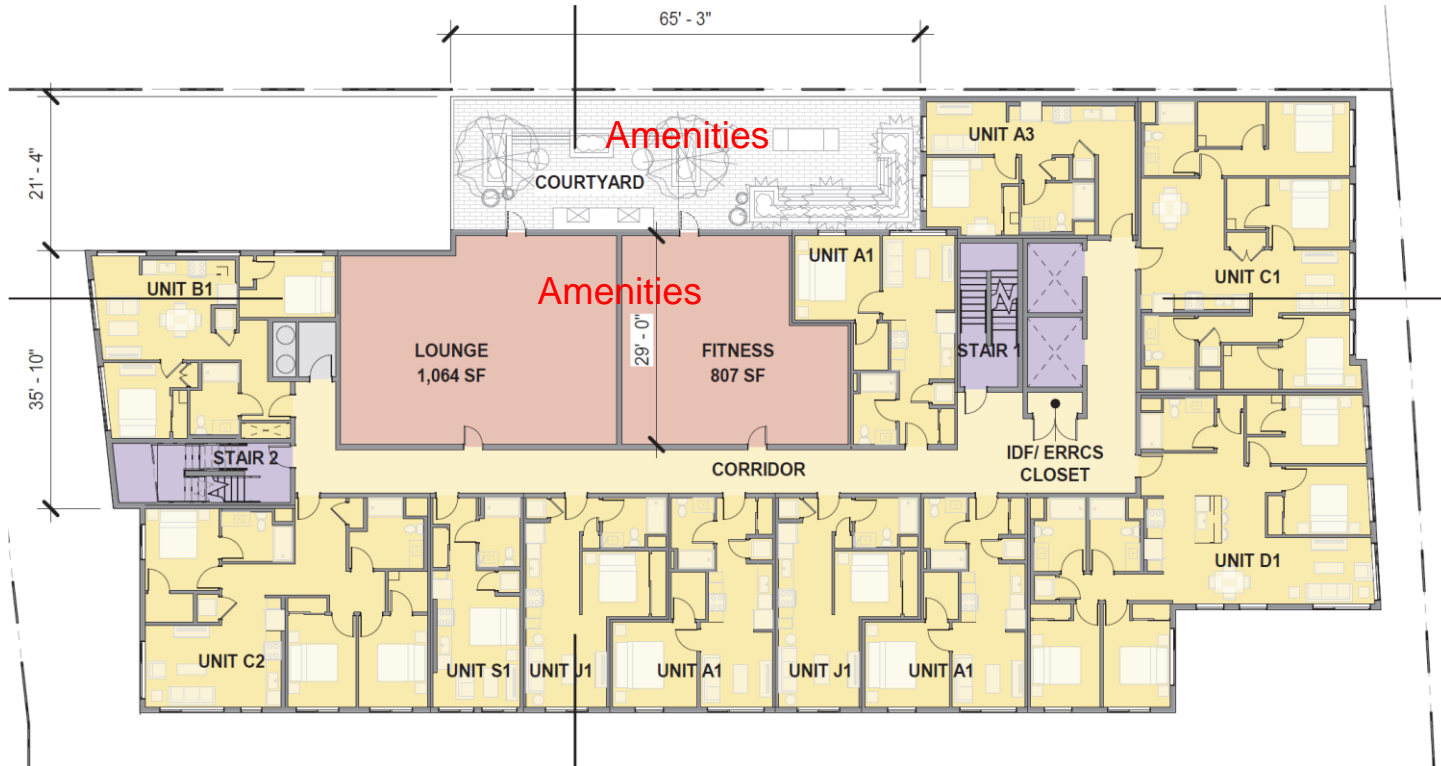 65' - 3"
Amenities
UNIT A3
21' - 4"
COURTYARD
UNIT A1
UNIT B1
UNIT C1
Amenities
LOUNGE
1,064 SF
29' - 0"
FITNESS
807 SF
STAIR 1
35' - 10"
STAIR 2
CORRIDOR
IDF/ ERRCS
CLOSET
UNIT D1
UNIT C2
UNIT S1
UNIT J1
UNIT A1
UNIT J1
UNIT A1